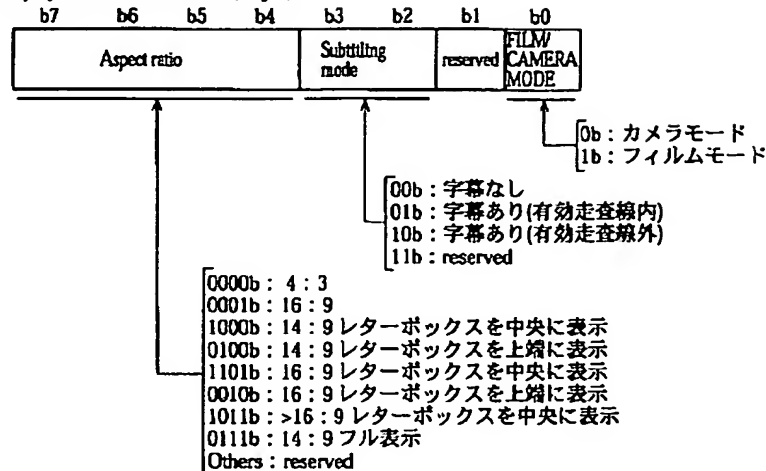 b7 b6 b5 b4 b3 b2 b1 b0
Aspect ratio
Subtitling
mode
reserved
FILM/
CAMERA
MODE
0b : カメラモード
1b : フィルムモード
00b : 字幕なし
01b : 字幕あり(有効走査線内)
10b : 字幕あり(有効走査線外)
11b : reserved
0000b : 4 : 3
0001b : 16 : 9
1000b : 14 : 9 レターボックスを中央に表示
0100b : 14 : 9 レターボックスを上端に表示
1101b : 16 : 9 レターボックスを中央に表示
0010b : 16 : 9 レターボックスを上端に表示
1011b : >16 : 9 レターボックスを中央に表示
0111b : 14 : 9 フル表示
Others : reserved